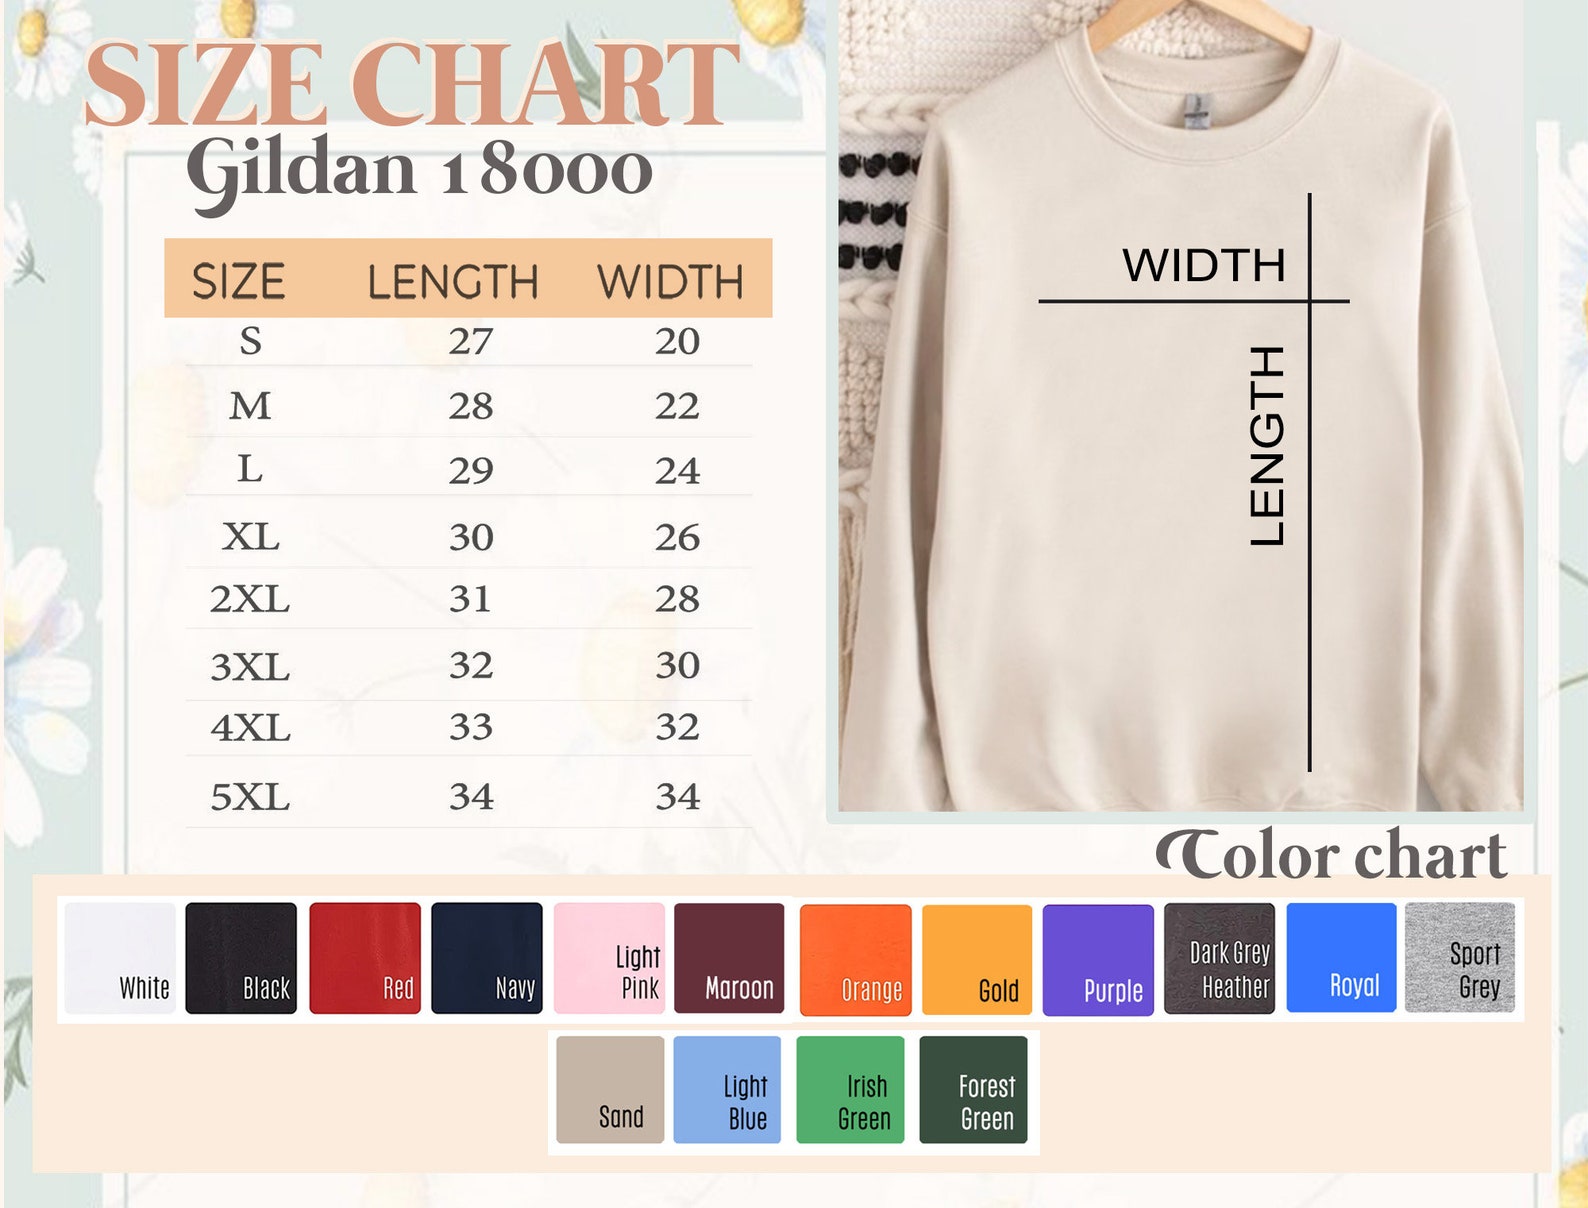 SIZE CHART
Gildan 18000
SIZE LENGTH WIDTH
S 27 20
M 28 22
L 29 24
XL 30 26
2XL 31 28
3XL 32 30
4XL 33 32
5XL 34 34
WIDTH
LENGTH
Color chart
White
Black
Red
Navy
Light
Pink
Maroon
Orange
Gold
Purple
Dark Grey
Heather
Royal
Sport
Grey
Sand
Light
Blue
Irish
Green
Forest
Green